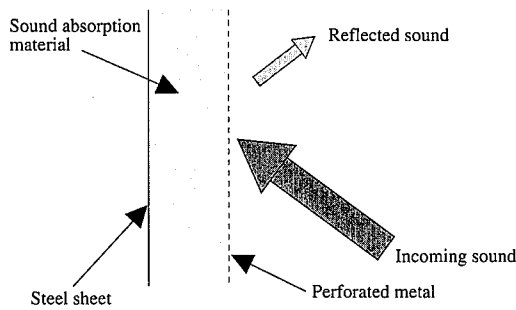 Sound absorption
material
Reflected sound
Incoming sound
Perforated metal
Steel sheet